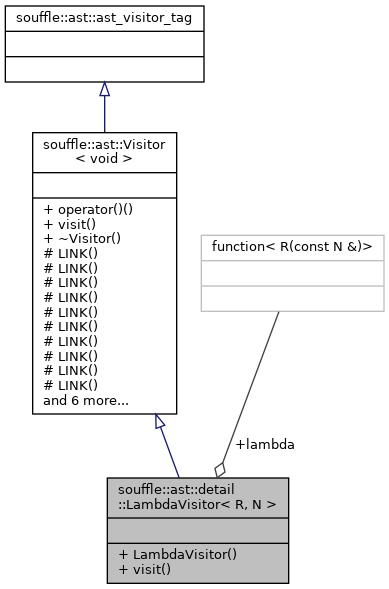 souffle::ast::ast_visitor_tag
souffle::ast::Visitor
< void >
+ operator()()
+ visit()
+ ~Visitor()
# LINK()
# LINK()
# LINK()
# LINK()
# LINK()
# LINK()
# LINK()
# LINK()
# LINK()
# LINK()
and 6 more...
function< R(const N &)>
+lambda
souffle::ast::detail
::LambdaVisitor< R, N >
+ LambdaVisitor()
+ visit()